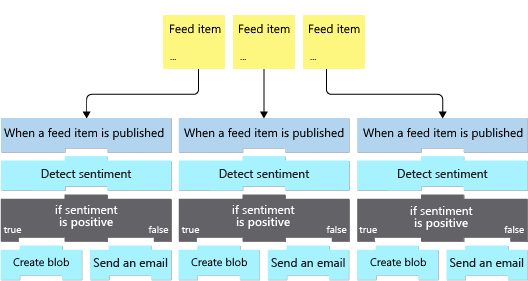 Feed item Feed item Feed item
... ... ...
When a feed item is published When a feed item is published When a feed item is published
Detect sentiment Detect sentiment Detect sentiment
if sentiment if sentiment if sentiment
is positive is positive is positive
true false true false true false
Create blob Send an email Create blob Send an email Create blob Send an email